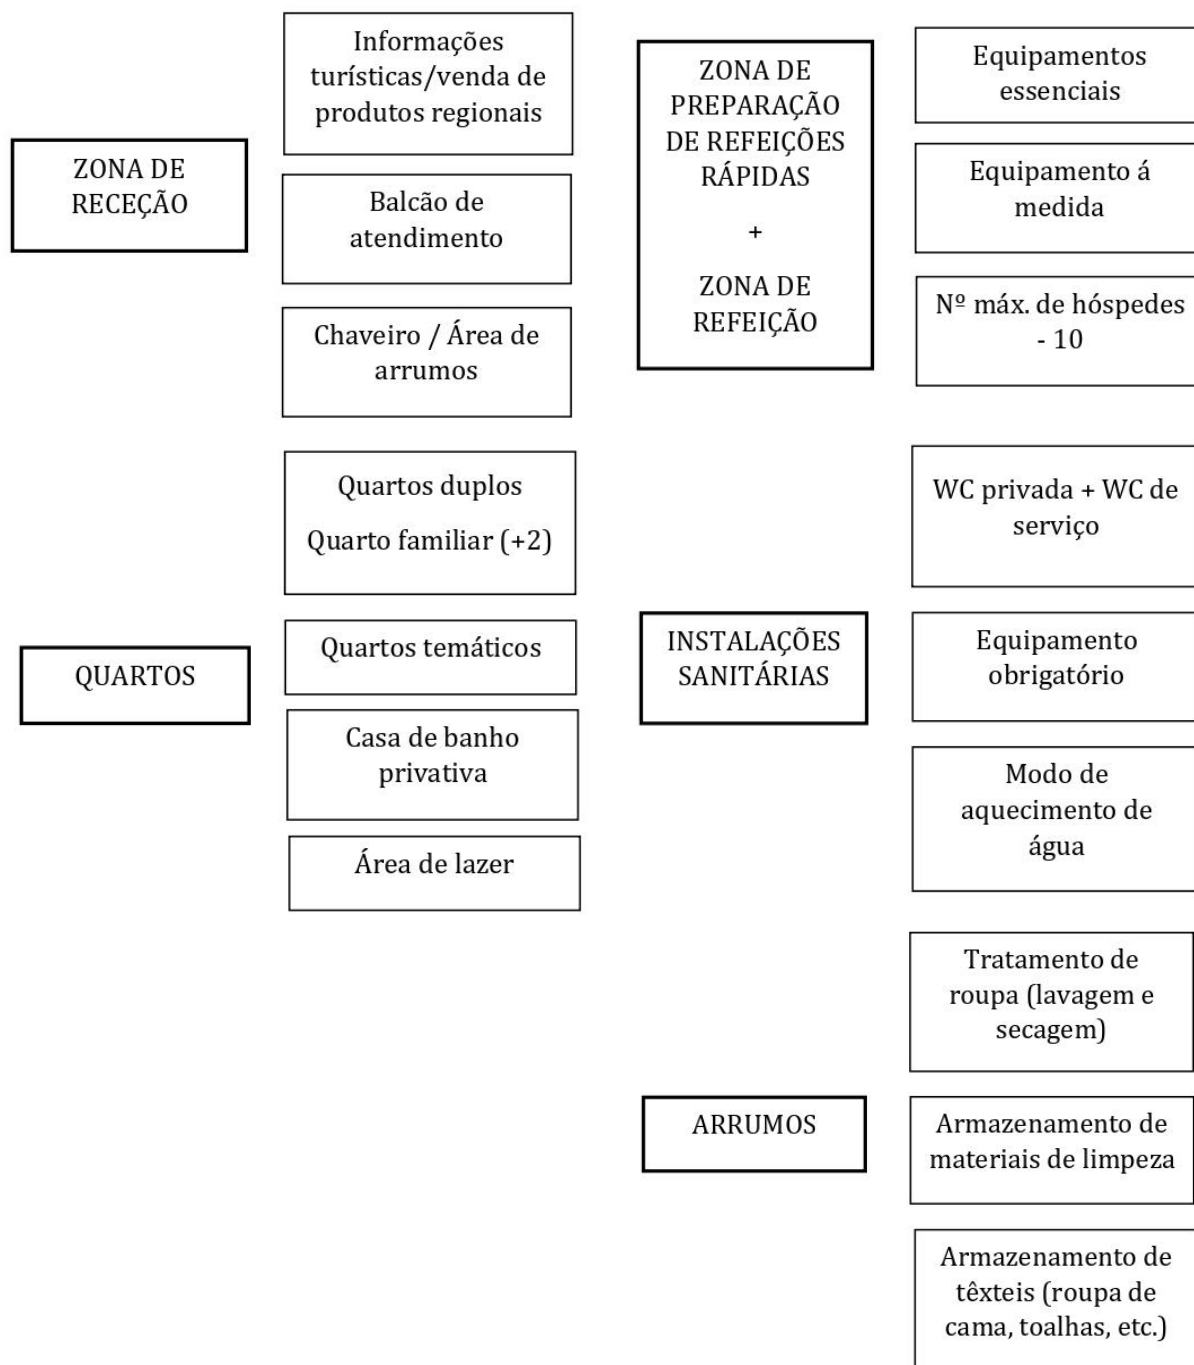 ZONA DE
RECEÇÃO
Informações
turísticas/venda de
produtos regionais
Balcão de
atendimento
Chaveiro / Área de
arrumos
ZONA DE
PREPARAÇÃO
DE REFEIÇÕES
RÁPIDAS
+
ZONA DE
REFEIÇÃO
Equipamentos
essenciais
Equipamento á
medida
Nº máx. de hóspedes
- 10
QUARTOS
Quartos duplos
Quarto familiar (+2)
Quartos temáticos
Casa de banho
privativa
Área de lazer
INSTALAÇÕES
SANITÁRIAS
WC privada + WC de
serviço
Equipamento
obrigatório
Modo de
aquecimento de
água
ARRUMOS
Tratamento de
roupa (lavagem e
secagem)
Armazenamento de
materiais de limpeza
Armazenamento de
têxteis (roupa de
cama, toalhas, etc.)